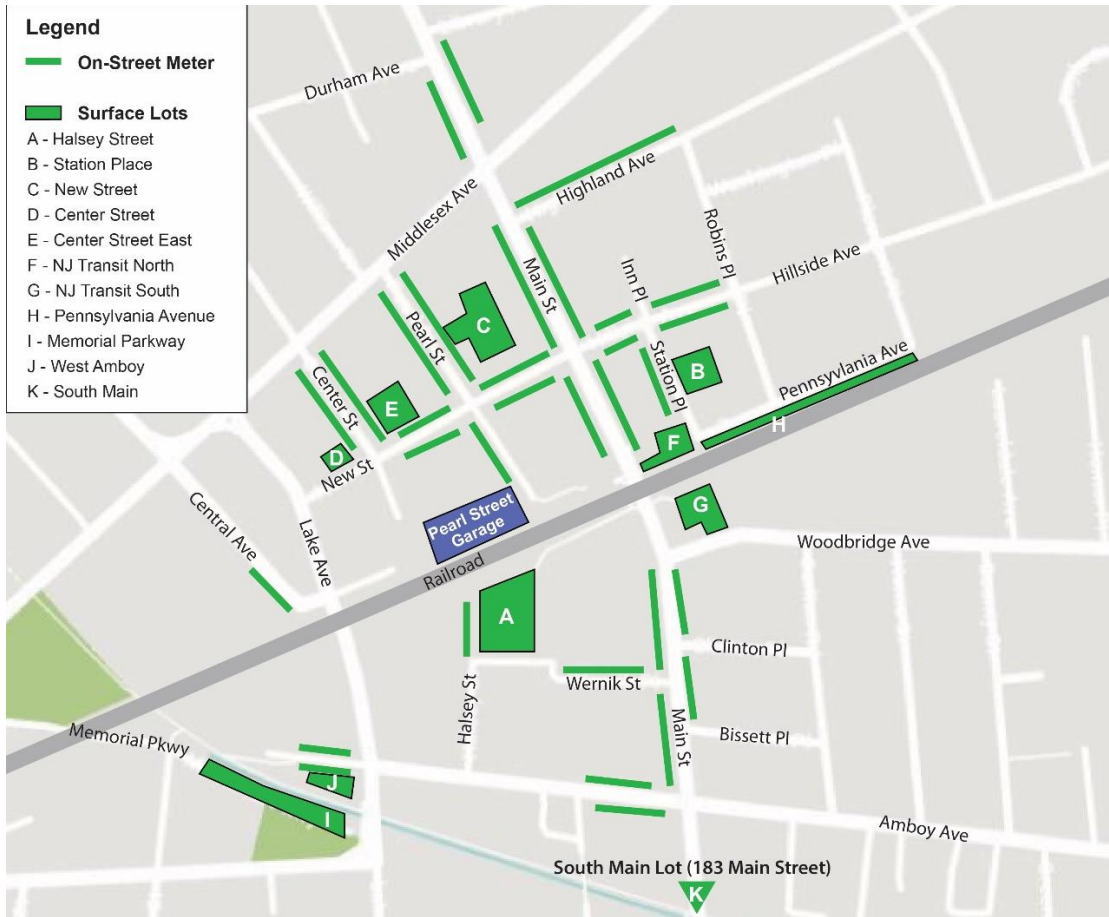 Legend
On-Street Meter
Surface Lots
A - Halsey Street
B - Station Place
C - New Street
D - Center Street
E - Center Street East
F - NJ Transit North
G - NJ Transit South
H - Pennsylvania Avenue
I - Memorial Parkway
J - West Amboy
K - South Main
Durham Ave
Middlesex Ave
Highland Ave
Robins Pl
Hillside Ave
Inn Pl
Main St
Pearl St
C
Station Pl
B
Pennsyvlania Ave
H
Center St
E
D
New St
F
G
Pearl Street
Garage
Railroad
Central Ave
Lake Ave
Woodbridge Ave
A
Clinton Pl
Wernik St
Halsey St
Main St
Bissett Pl
Memorial Pkwy
J
I
Amboy Ave
South Main Lot (183 Main Street)
K